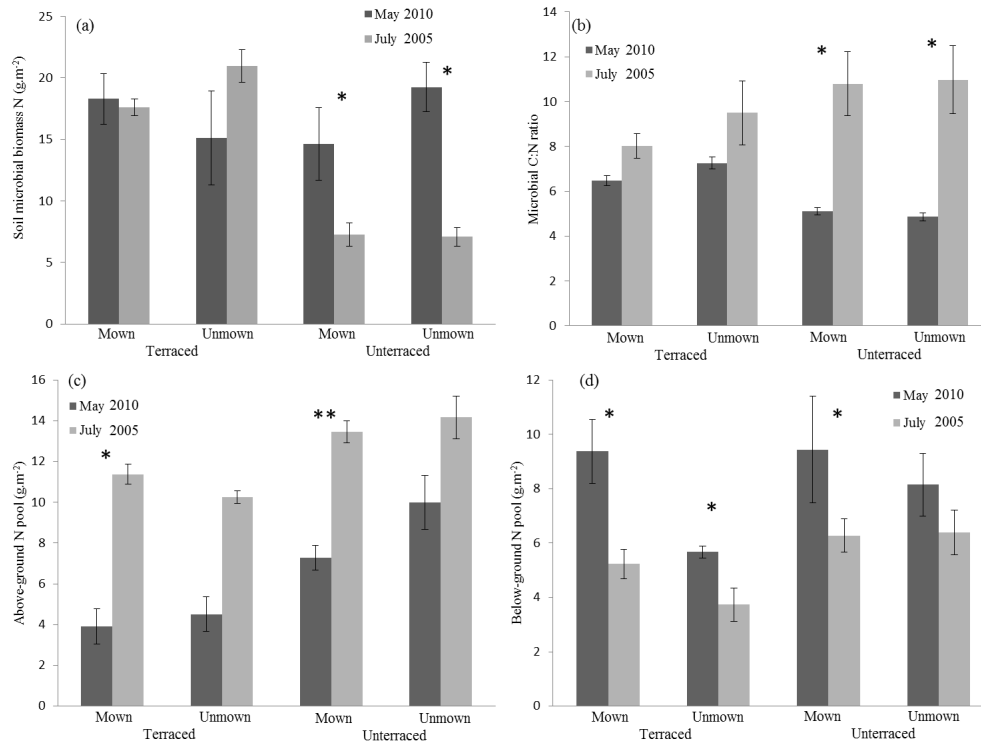 (a)
May 2010
July 2005
Soil microbial biomass N (g.m-2)
25
20
15
10
5
0
*
*
Mown
Unmown
Mown
Unmown
Terraced
Unterraced
(b)
May 2010
July 2005
Microbial C:N ratio
14
12
10
8
6
4
2
0
*
*
Mown
Unmown
Mown
Unmown
Terraced
Unterraced
(c)
May 2010
July 2005
Above-ground N pool (g.m-2)
16
14
12
10
8
6
4
2
0
*
**
Mown
Unmown
Mown
Unmown
Terraced
Unterraced
(d)
May 2010
July 2005
Below-ground N pool (g.m-2)
12
10
8
6
4
2
0
*
*
*
Mown
Unmown
Mown
Unmown
Terraced
Unterraced